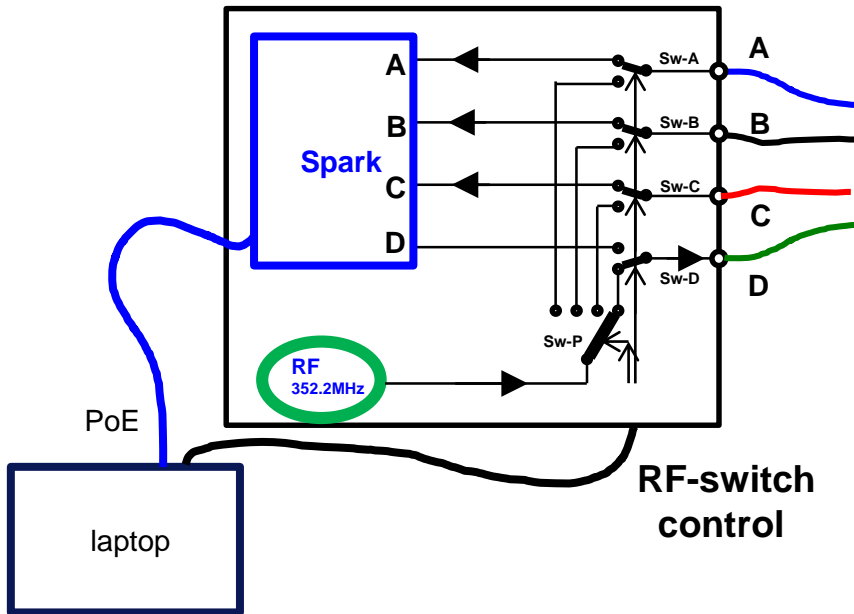 A
Sw-A
A
B
Sw-B
B
Spark
C
Sw-C
C
D
Sw-D
D
Sw-P
RF
352.2MHz
PoE
RF-switch
control
laptop